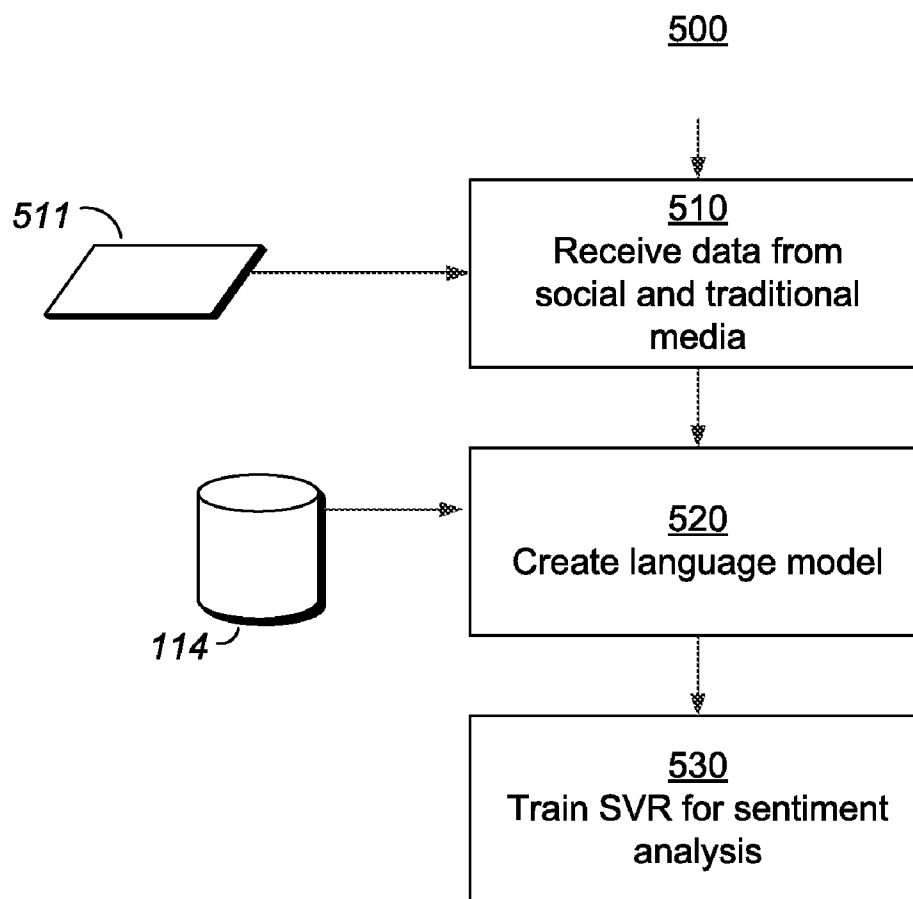 500
511
510
Receive data from
social and traditional
media
520
Create language model
114
530
Train SVR for sentiment
analysis